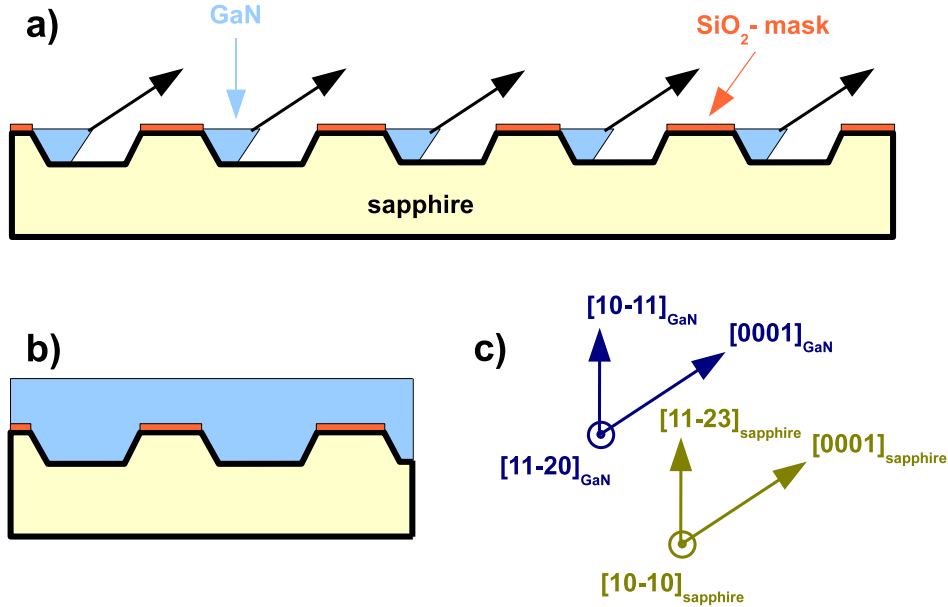 a)
GaN
SiO2- mask
sapphire
b)
c)
[10-11]GaN
[0001]GaN
[11-20]GaN
[11-23]sapphire
[0001]sapphire
[10-10]sapphire